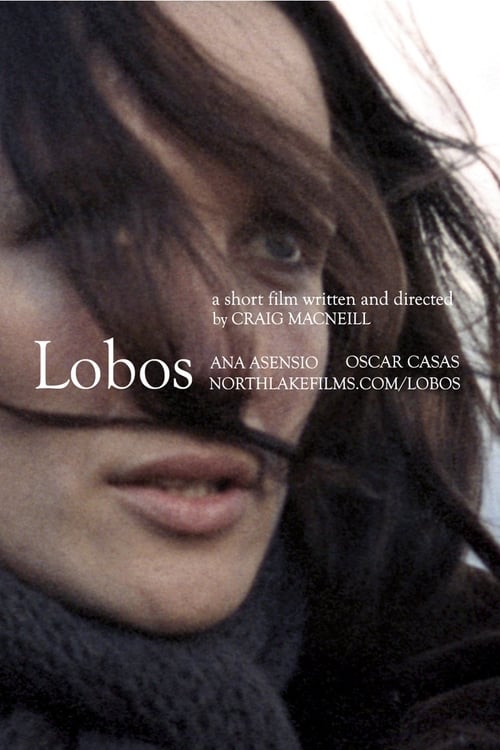 a short film written and directed
by CRAIG MACNEILL
Lobos
ANA ASENSIO OSCAR CASAS
NORTHLAKEFILMS.COM/LOBOS